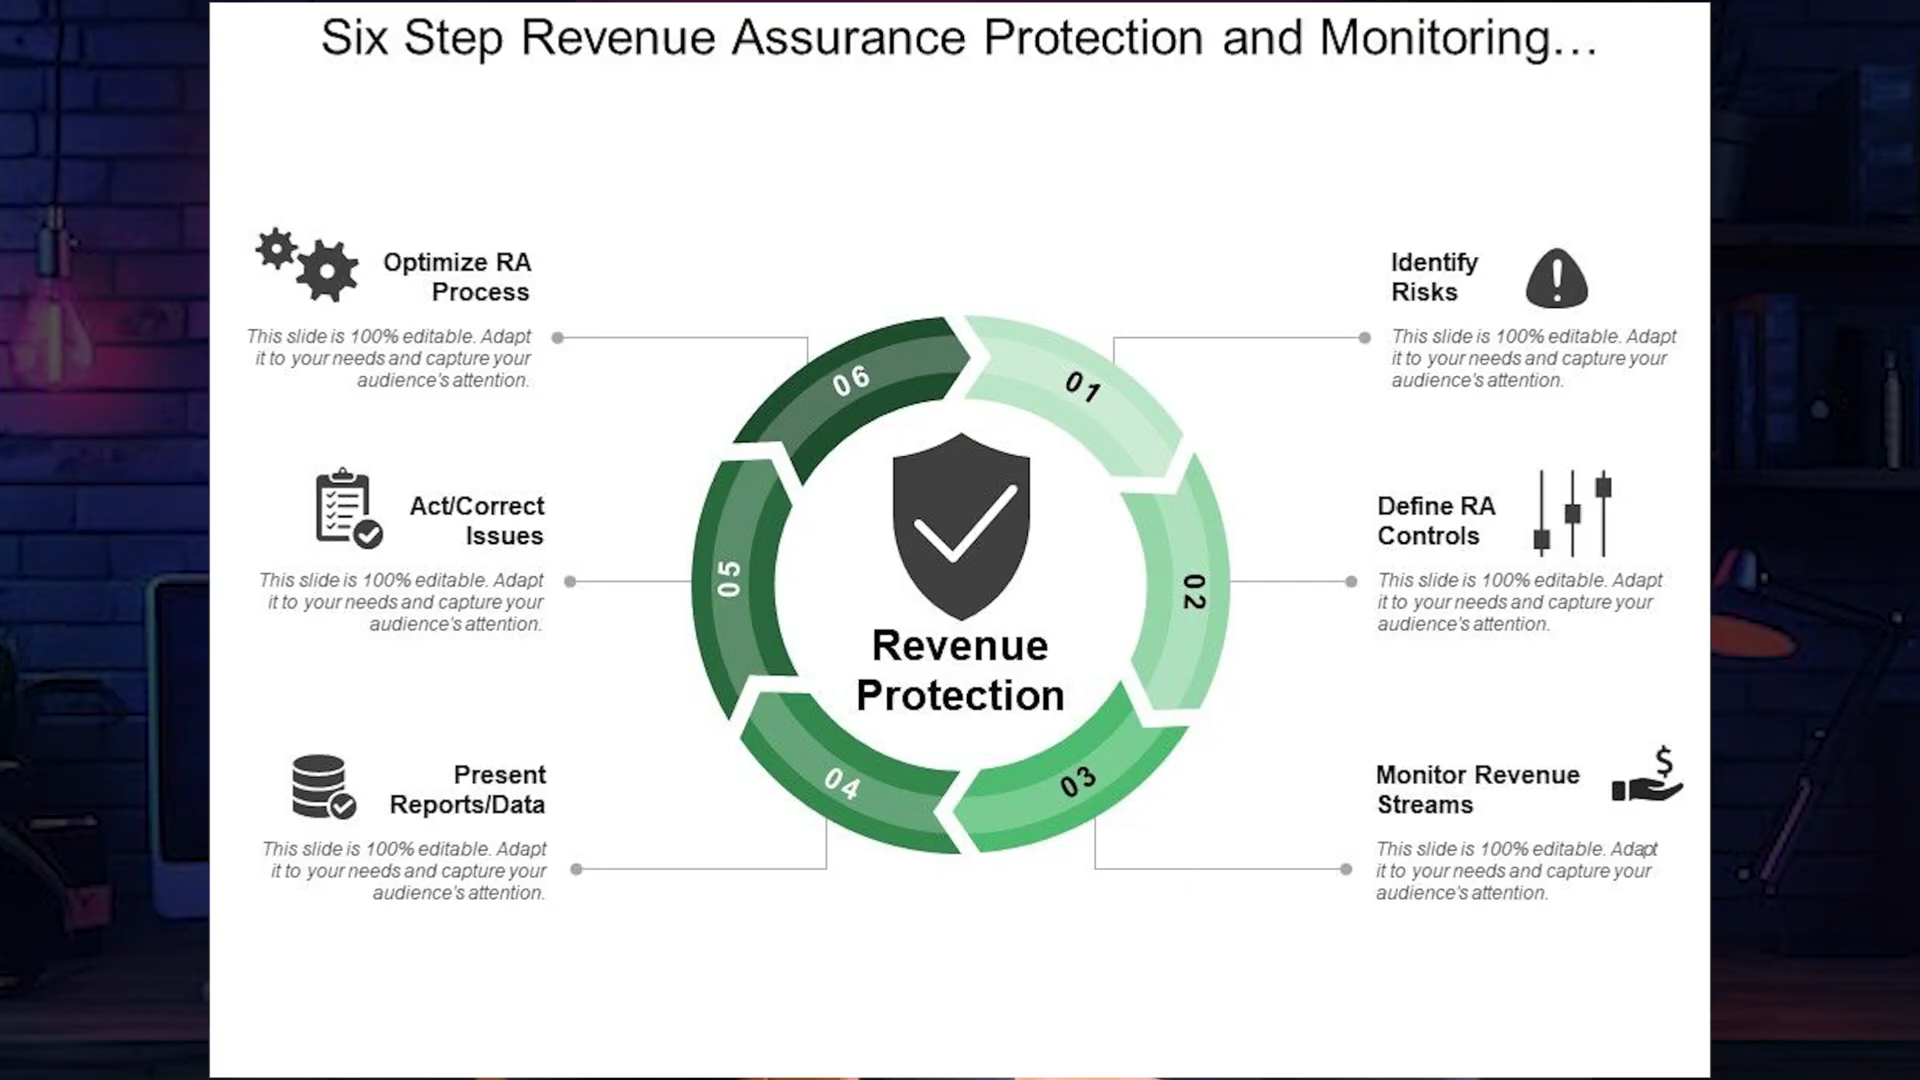 Six Step Revenue Assurance Protection and Monitoring…
Optimize RA
Process
This slide is 100% editable. Adapt
it to your needs and capture your
audience's attention.
Act/Correct
Issues
This slide is 100% editable. Adapt
it to your needs and capture your
audience's attention.
Present
Reports/Data
This slide is 100% editable. Adapt
it to your needs and capture your
audience's attention.
06
01
05
02
04
03
Revenue
Protection
Identify
Risks
This slide is 100% editable. Adapt
it to your needs and capture your
audience's attention.
Define RA
Controls
This slide is 100% editable. Adapt
it to your needs and capture your
audience's attention.
Monitor Revenue
Streams
$
This slide is 100% editable. Adapt
it to your needs and capture your
audience's attention.